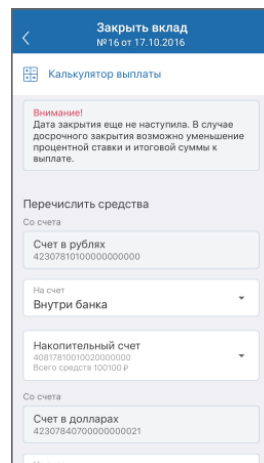 Закрыть вклад
№16 от 17.10.2016
Калькулятор выплаты
Внимание!
Дата закрытия еще не наступила. В случае
досрочного закрытия возможно уменьшение
процентной ставки и итоговой суммы к
выплате.
Перечислить средства
Со счета
Счет в рублях
42307810100000000000
На счет
Внутри банка
Накопительный счет
40817810010020000000
Всего средств 100100 ₽
Со счета
Счет в долларах
42307840700000000021